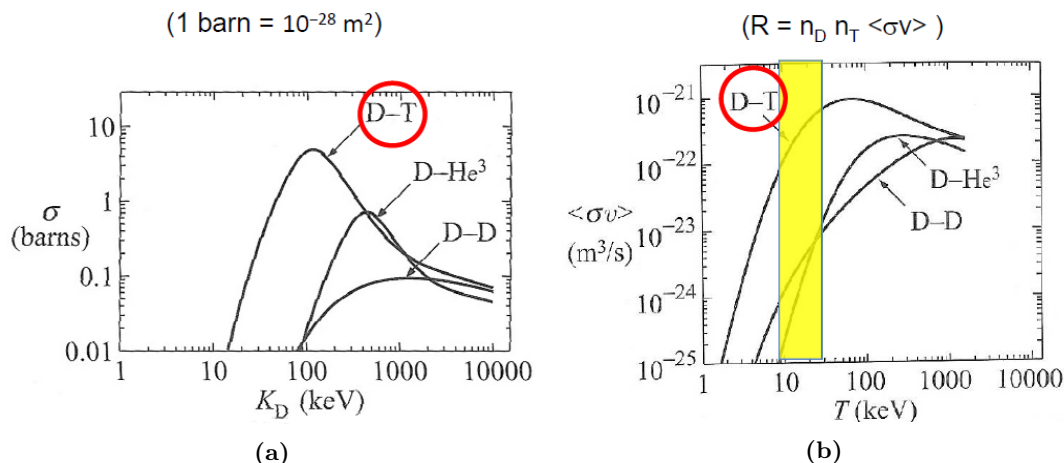 (1 barn = 10⁻²⁸ m²)
10
1
0.1
0.01
σ
(barns)
D–T
D–He³
D–D
1
10
100
1000
10000
K_D (keV)
(a)
(R = n_D n_T <σv> )
10⁻²¹
10⁻²²
10⁻²³
10⁻²⁴
10⁻²⁵
<σv>
(m³/s)
D–T
D–He³
D–D
1
10
100
1000
10000
T (keV)
(b)